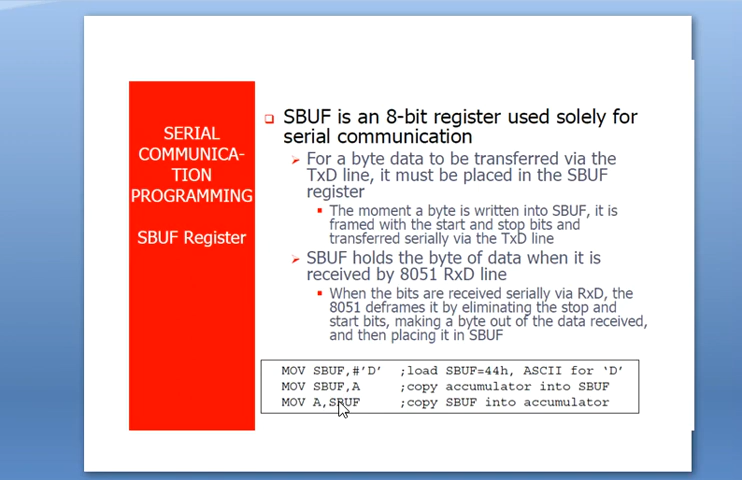 SERIAL
COMMUNICA-
TION
PROGRAMMING
SBUF Register
SBUF is an 8-bit register used solely for
serial communication
For a byte data to be transferred via the
TxD line, it must be placed in the SBUF
register
The moment a byte is written into SBUF, it is
framed with the start and stop bits and
transferred serially via the TxD line
SBUF holds the byte of data when it is
received by 8051 RxD line
When the bits are received serially via RxD, the
8051 deframes it by eliminating the stop and
start bits, making a byte out of the data received,
and then placing it in SBUF
MOV SBUF,#'D' ;load SBUF=44h, ASCII for ‘D’
MOV SBUF,A ;copy accumulator into SBUF
MOV A,SBUF ;copy SBUF into accumulator